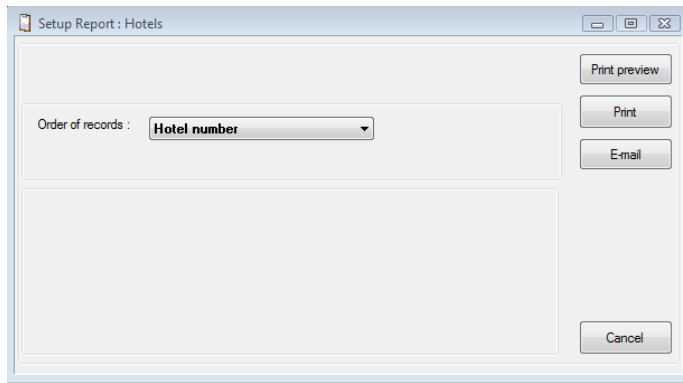 Setup Report : Hotels
Print preview
Order of records :
Hotel number
Print
E-mail
Cancel